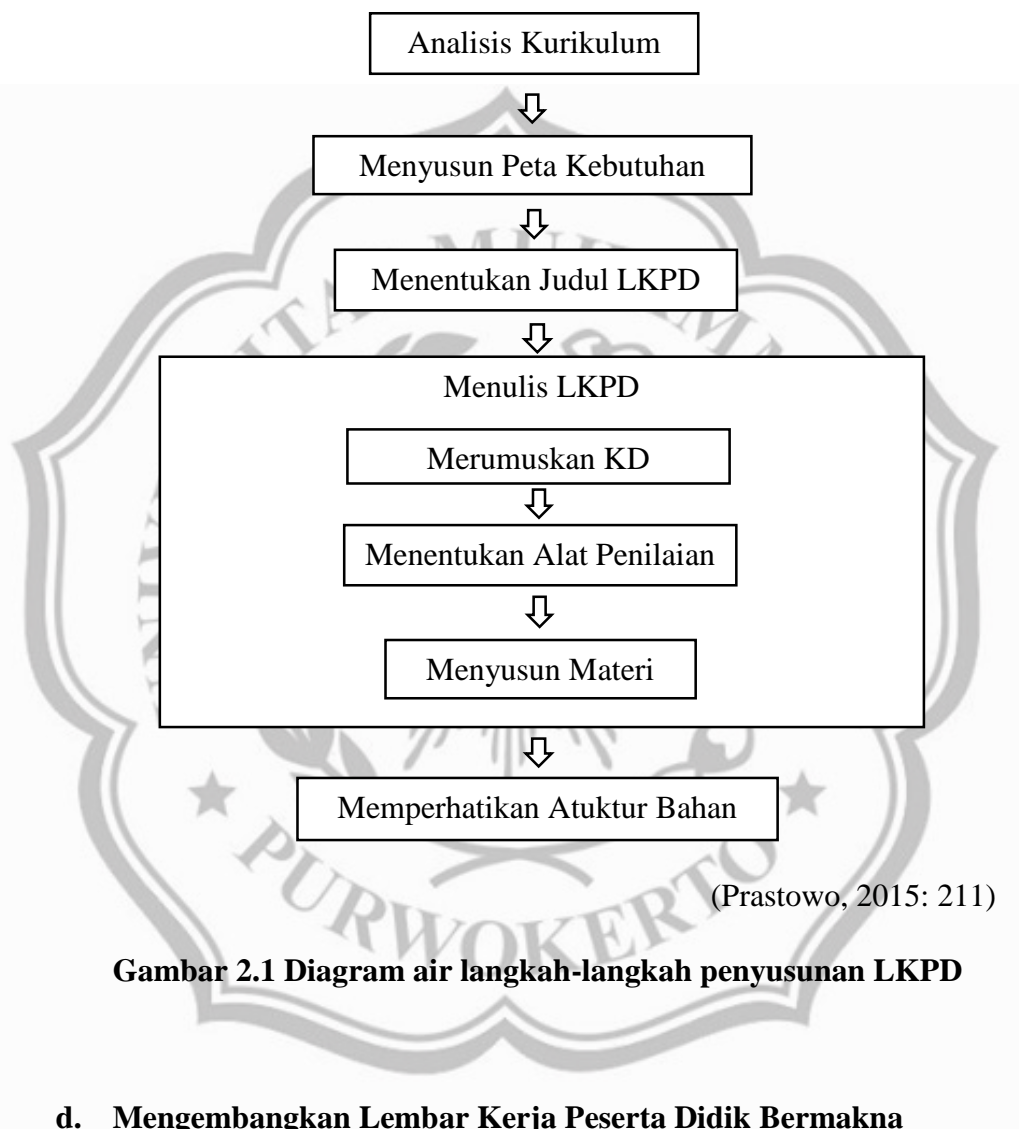 Analisis Kurikulum
Menyusun Peta Kebutuhan
Menentukan Judul LKPD
Menulis LKPD
Merumuskan KD
Menentukan Alat Penilaian
Menyusun Materi
Memperhatikan Atuktur Bahan
PURWOKERTO
(Prastowo, 2015: 211)
Gambar 2.1 Diagram air langkah-langkah penyusunan LKPD
d. Mengembangkan Lembar Kerja Peserta Didik Bermakna